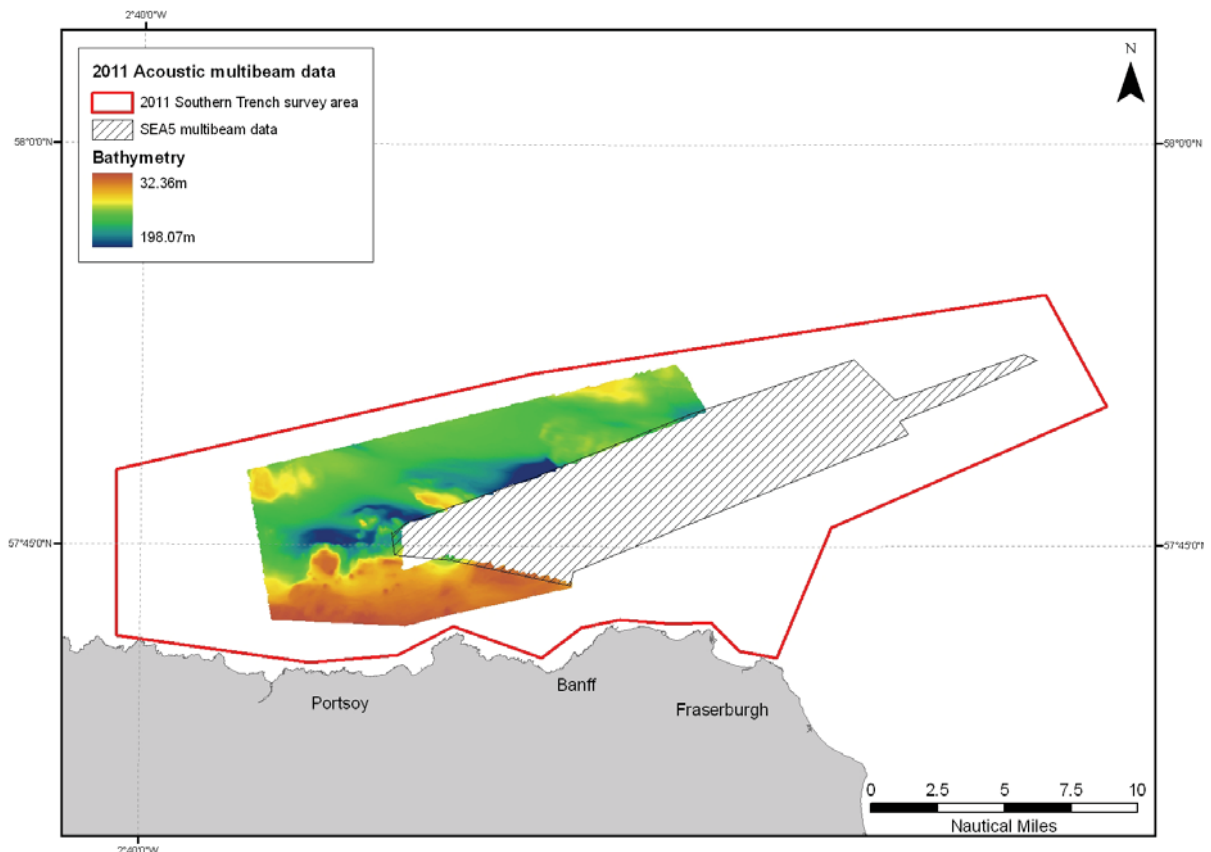 2°40'0"W
2011 Acoustic multibeam data
2011 Southern Trench survey area
SEA5 multibeam data
Bathymetry
32.36m
198.07m
N
58°0'0"N
58°0'0"N
57°45'0"N
57°45'0"N
Portsoy
Banff
Fraserburgh
0 2.5 5 7.5 10
Nautical Miles
2°40'0"W